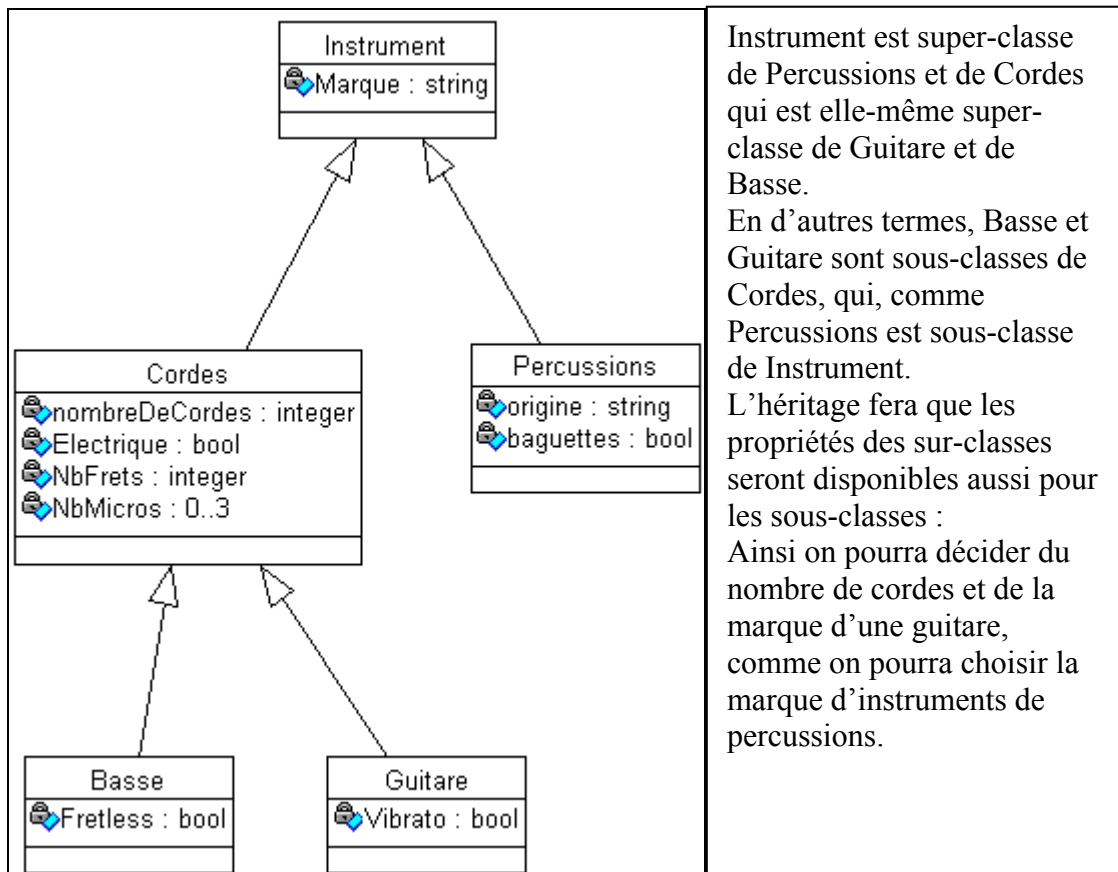 Instrument
Marque : string
Cordes
nombreDeCordes : integer
Electrique : bool
NbFrets : integer
NbMicros : 0..3
Percussions
origine : string
baguettes : bool
Basse
Fretless : bool
Guitare
Vibrato : bool
Instrument est super-classe
de Percussions et de Cordes
qui est elle-même super-
classe de Guitare et de
Basse.
En d’autres termes, Basse et
Guitare sont sous-classes de
Cordes, qui, comme
Percussions est sous-classe
de Instrument.
L’héritage fera que les
propriétés des sur-classes
seront disponibles aussi pour
les sous-classes :
Ainsi on pourra décider du
nombre de cordes et de la
marque d’une guitare,
comme on pourra choisir la
marque d’instruments de
percussions.